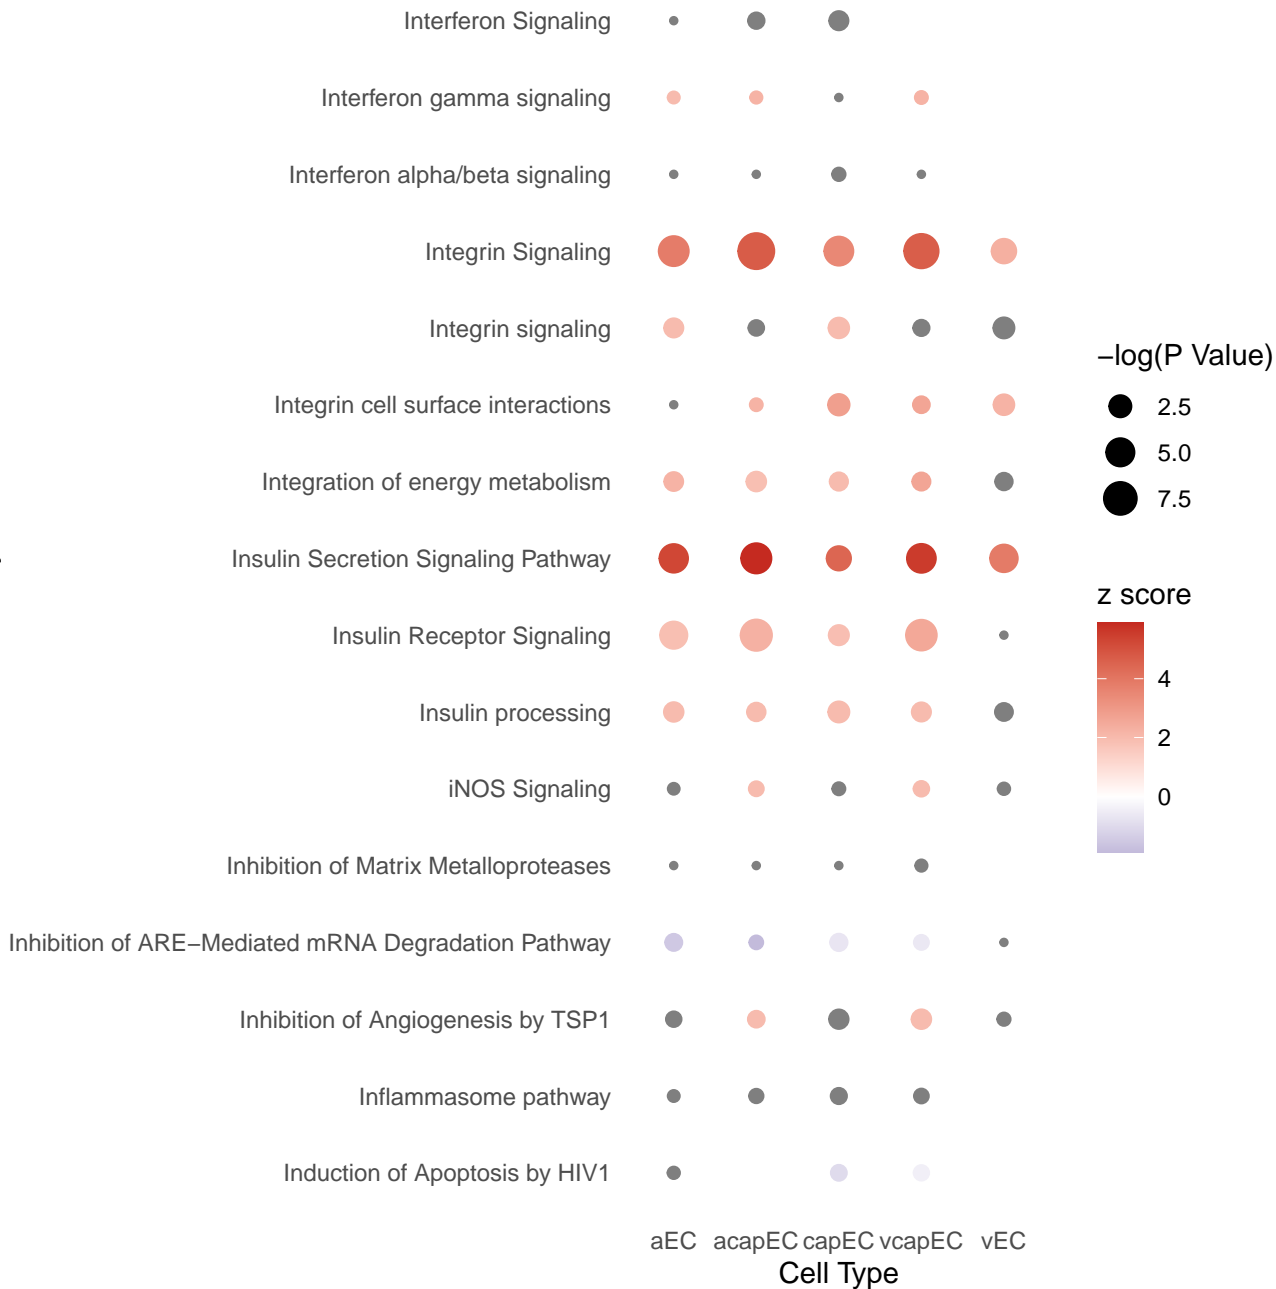 Interferon Signaling
Interferon gamma signaling
Interferon alpha/beta signaling
Integrin Signaling
Integrin signaling
Integrin cell surface interactions
Integration of energy metabolism
Insulin Secretion Signaling Pathway
Insulin Receptor Signaling
Insulin processing
iNOS Signaling
Inhibition of Matrix Metalloproteases
Inhibition of ARE−Mediated mRNA Degradation Pathway
Inhibition of Angiogenesis by TSP1
Inflammasome pathway
Induction of Apoptosis by HIV1
aEC acapEC capEC vcapEC vEC
Cell Type
−log(P Value)
2.5
5.0
7.5
z score
4
2
0